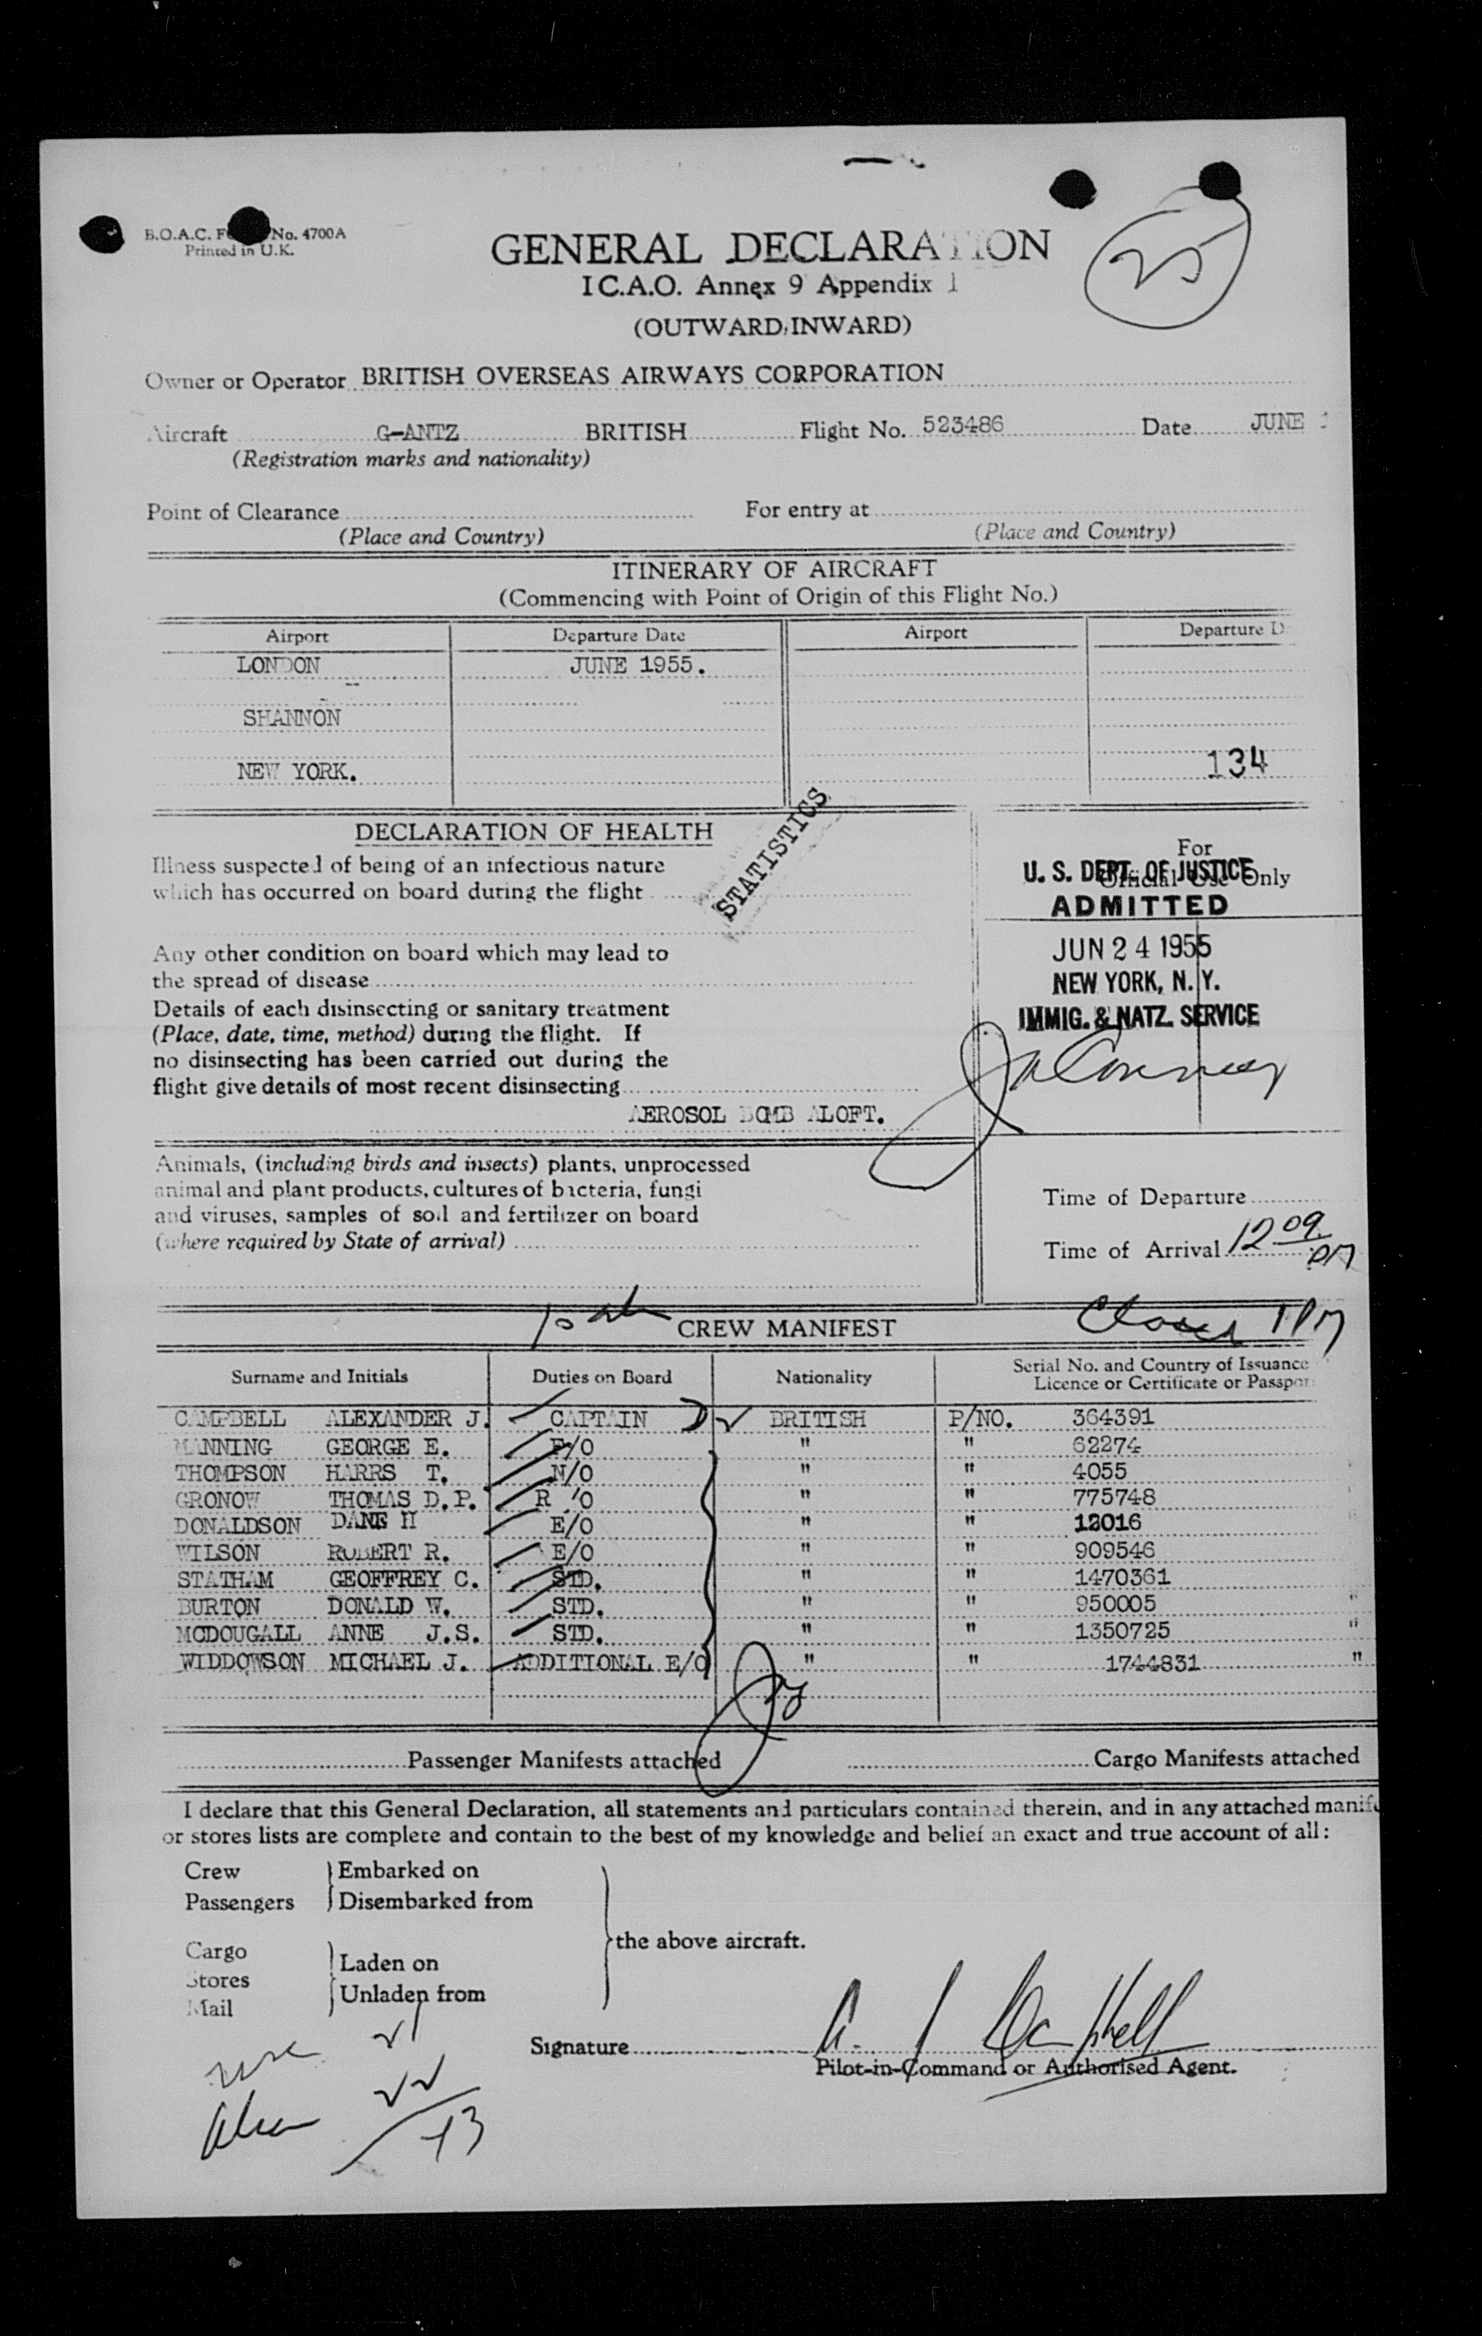 B.O.A.C. F No. 4700A
Printed in U.K.
GENERAL DECLARATION
I C.A.O. Annex 9 Appendix 1
(OUTWARD/INWARD)
25
Owner or Operator BRITISH OVERSEAS AIRWAYS CORPORATION
Aircraft G-ANTZ BRITISH Flight No. 523486 Date JUNE
(Registration marks and nationality)
Point of Clearance For entry at
(Place and Country) (Place and Country)
ITINERARY OF AIRCRAFT
(Commencing with Point of Origin of this Flight No.)
Airport Departure Date Airport Departure D
LONDON JUNE 1955.
SHANNON
NEW YORK. 134
DECLARATION OF HEALTH
STATISTICS
Illness suspected of being of an infectious nature
which has occurred on board during the flight
For
Official Use Only
U. S. DEPT. OF JUSTICE
ADMITTED
JUN 24 1955
NEW YORK, N. Y.
IMMIG. & NATZ. SERVICE
Any other condition on board which may lead to
the spread of disease
Details of each disinsecting or sanitary treatment
(Place, date, time, method) during the flight. If
no disinsecting has been carried out during the
flight give details of most recent disinsecting
AEROSOL BOMB ALOFT.
Animals, (including birds and insects) plants, unprocessed
animal and plant products, cultures of bacteria, fungi
and viruses, samples of soil and fertilizer on board
(where required by State of arrival)
Time of Departure
Time of Arrival 12 09 PM
CREW MANIFEST
Closed 1 PM
Surname and Initials Duties on Board Nationality Serial No. and Country of Issuance
Licence or Certificate or Passport
CAMPBELL ALEXANDER J. CAPTAIN BRITISH P/NO. 364391
MANNING GEORGE E. F/O " " 62274
THOMPSON HARRS T. N/O " " 4055
GRONOW THOMAS D.P. R/O " " 775748
DONALDSON DANE H E/O " " 12016
WILSON ROBERT R. E/O " " 909546
STATHAM GEOFFREY C. STD. " " 1470361
BURTON DONALD W. STD. " " 950005 "
MCDOUGALL ANNE J.S. STD. " " 1350725 "
WIDDOWSON MICHAEL J. ADDITIONAL E/O " " 1744831 "
Passenger Manifests attached Cargo Manifests attached
I declare that this General Declaration, all statements and particulars contained therein, and in any attached manife
or stores lists are complete and contain to the best of my knowledge and belief an exact and true account of all:
Crew Embarked on
Passengers Disembarked from
the above aircraft.
Cargo Laden on
Stores
Mail Unladen from
Signature A. J. Campbell
Pilot-in-Command or Authorised Agent.